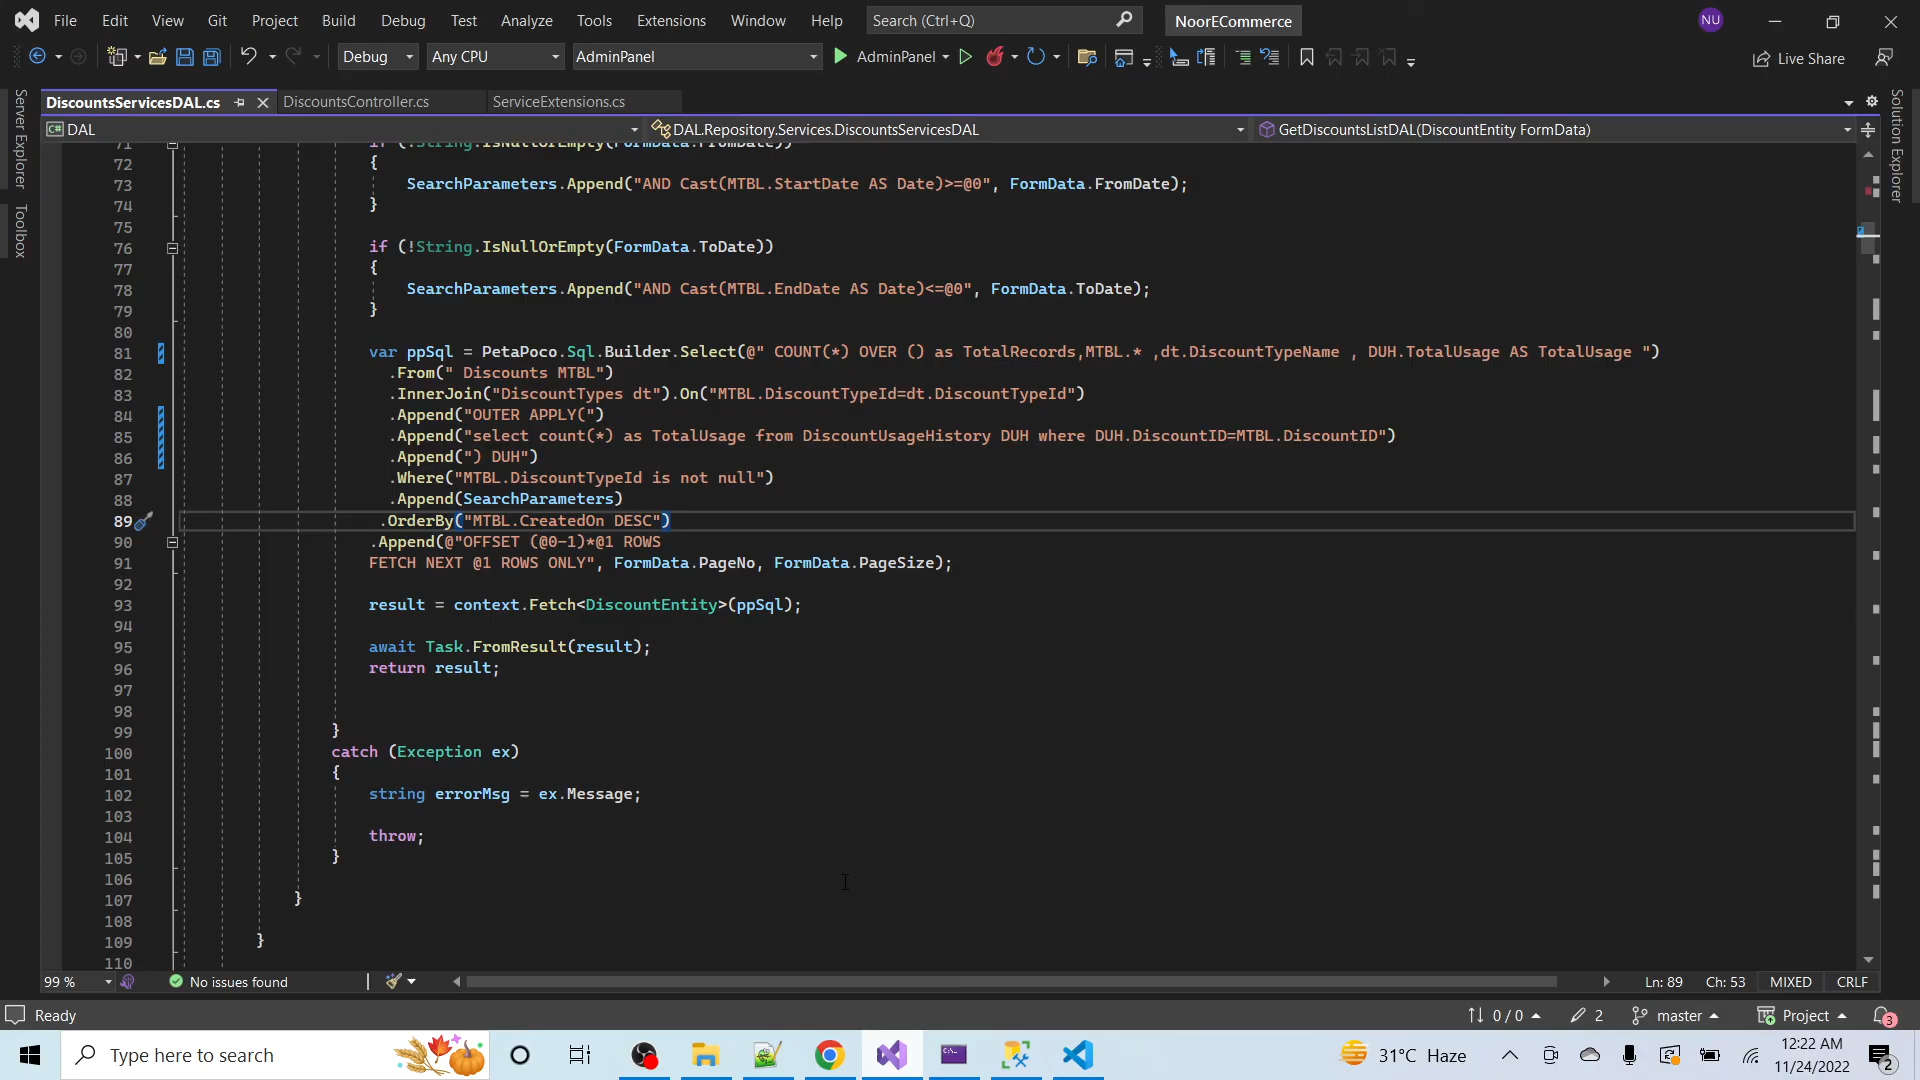 File Edit View Git Project Build Debug Test Analyze Tools Extensions Window Help Search (Ctrl+Q) NoorECommerce NU
Debug Any CPU AdminPanel AdminPanel Live Share
Server Explorer
Toolbox
Solution Explorer
DiscountsServicesDAL.cs DiscountsController.cs ServiceExtensions.cs
DAL DAL.Repository.Services.DiscountsServicesDAL GetDiscountsListDAL(DiscountEntity FormData)
71 if (!String.IsNullOrEmpty(FormData.FromDate))
72 {
73 SearchParameters.Append("AND Cast(MTBL.StartDate AS Date)>=@0", FormData.FromDate);
74 }
75
76 if (!String.IsNullOrEmpty(FormData.ToDate))
77 {
78 SearchParameters.Append("AND Cast(MTBL.EndDate AS Date)<=@0", FormData.ToDate);
79 }
80
81 var ppSql = PetaPoco.Sql.Builder.Select(@" COUNT(*) OVER () as TotalRecords,MTBL.* ,dt.DiscountTypeName , DUH.TotalUsage AS TotalUsage ")
82 .From(" Discounts MTBL")
83 .InnerJoin("DiscountTypes dt").On("MTBL.DiscountTypeId=dt.DiscountTypeId")
84 .Append("OUTER APPLY(")
85 .Append("select count(*) as TotalUsage from DiscountUsageHistory DUH where DUH.DiscountID=MTBL.DiscountID")
86 .Append(") DUH")
87 .Where("MTBL.DiscountTypeId is not null")
88 .Append(SearchParameters)
89 .OrderBy("MTBL.CreatedOn DESC")
90 .Append(@"OFFSET (@0-1)*@1 ROWS
91 FETCH NEXT @1 ROWS ONLY", FormData.PageNo, FormData.PageSize);
92
93 result = context.Fetch<DiscountEntity>(ppSql);
94
95 await Task.FromResult(result);
96 return result;
97
98
99 }
100 catch (Exception ex)
101 {
102 string errorMsg = ex.Message;
103
104 throw;
105 }
106
107 }
108
109 }
110
99 % No issues found Ln: 89 Ch: 53 MIXED CRLF
Ready 0 / 0 2 master Project 3
Type here to search 31°C Haze 12:22 AM
11/24/2022 2